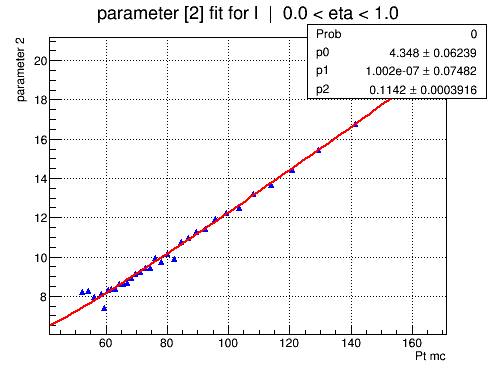 parameter [2] fit for l | 0.0 < eta < 1.0
Prob 0
p0 4.348 ± 0.06239
p1 1.002e-07 ± 0.07482
p2 0.1142 ± 0.0003916
parameter 2
20
18
16
14
12
10
8
60 80 100 120 140 160
Pt mc